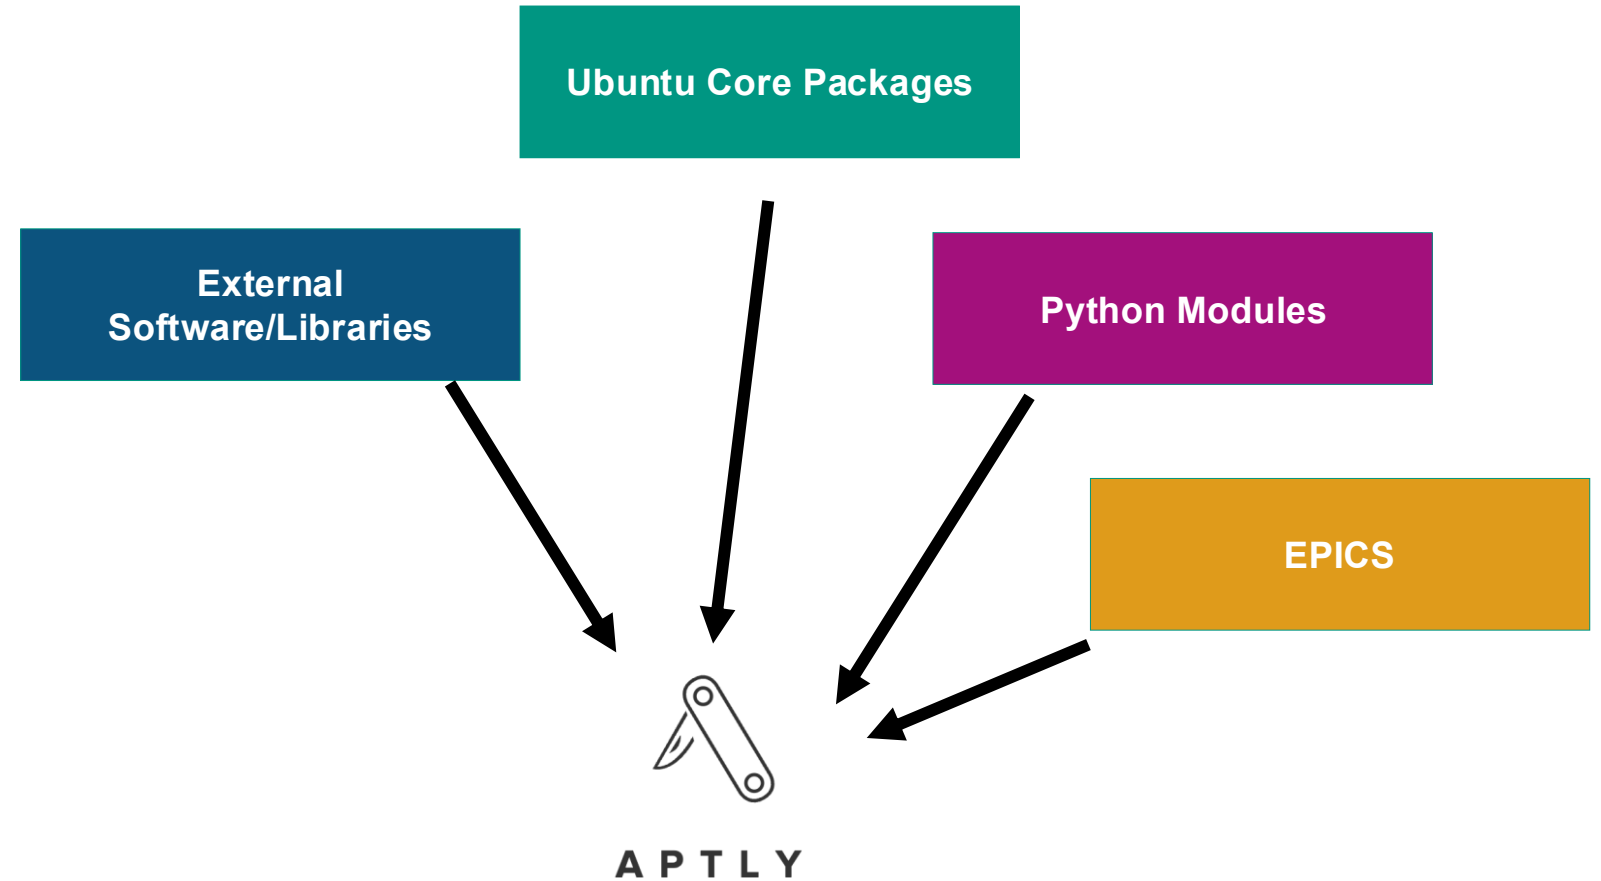 Ubuntu Core Packages
External
Software/Libraries
Python Modules
EPICS
APTLY